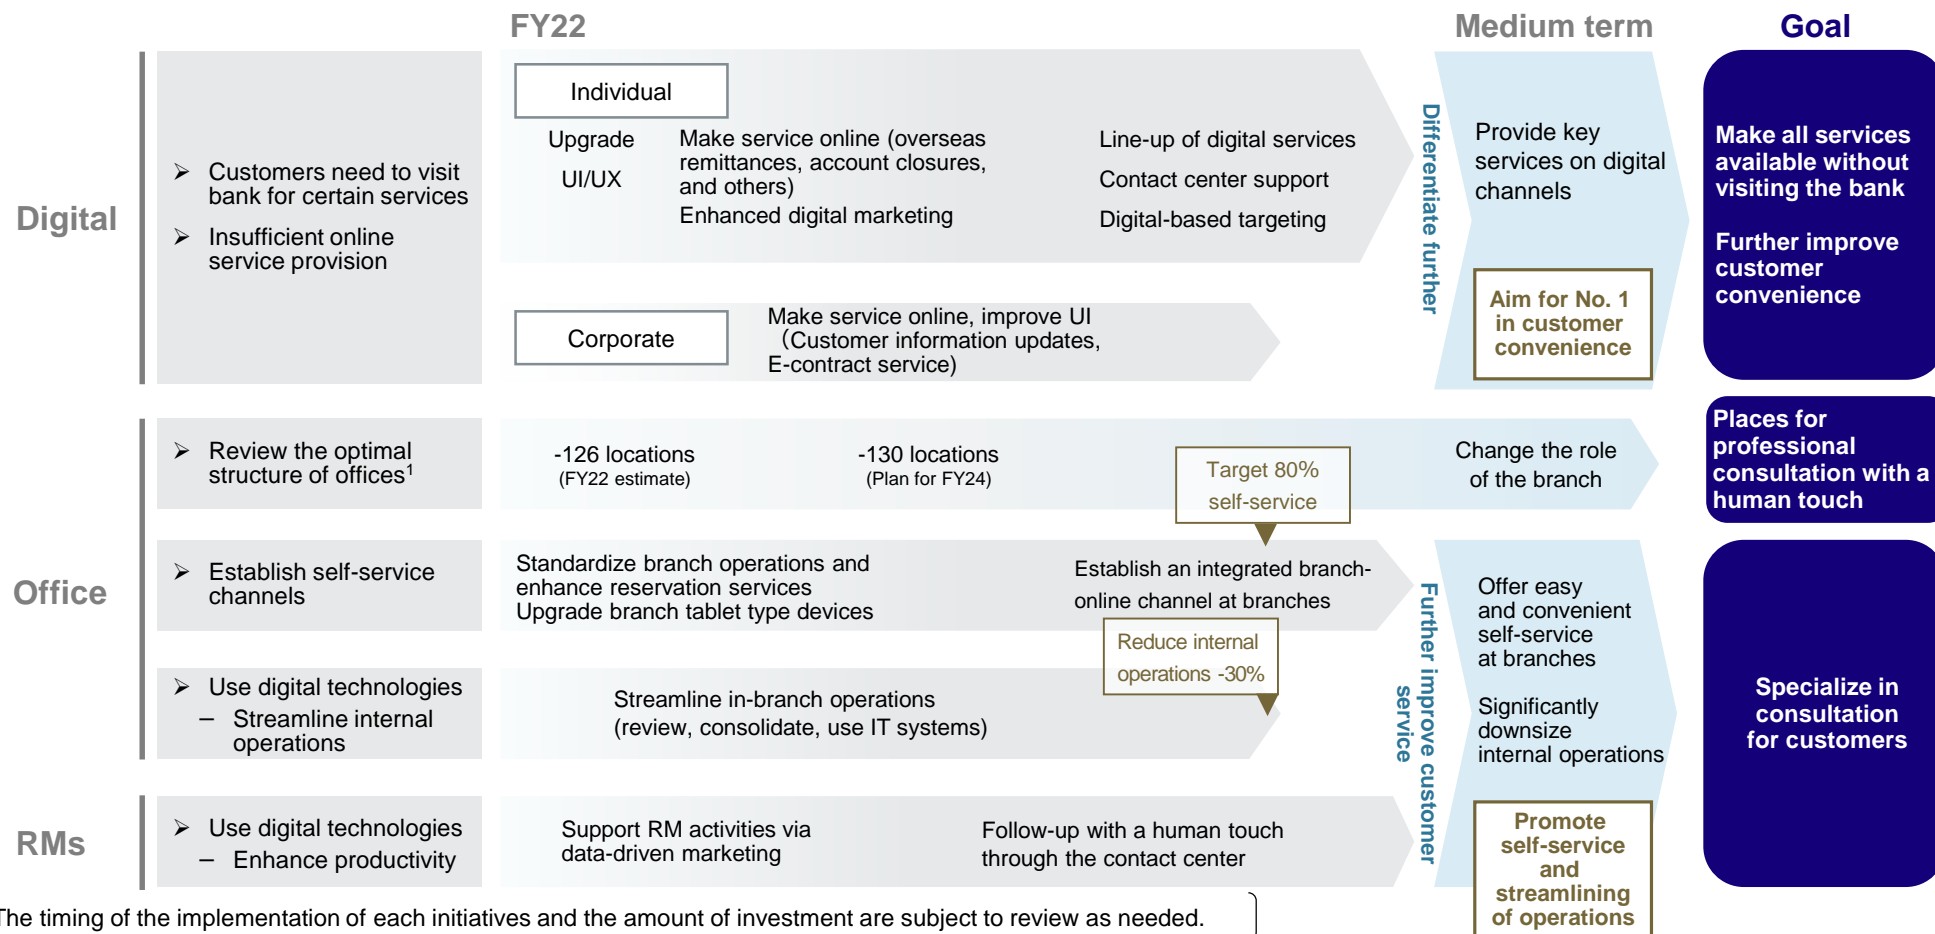 FY22
Medium term
Goal
Digital
➢ Customers need to visit
bank for certain services
➢ Insufficient online
service provision
Individual
Upgrade
UI/UX
Make service online (overseas
remittances, account closures,
and others)
Enhanced digital marketing
Line-up of digital services
Contact center support
Digital-based targeting
Corporate
Make service online, improve UI
（Customer information updates,
E-contract service)
Differentiate further
Provide key
services on digital
channels
Aim for No. 1
in customer
convenience
Make all services
available without
visiting the bank
Further improve
customer
convenience
Office
➢ Review the optimal
structure of offices1
-126 locations
(FY22 estimate)
-130 locations
(Plan for FY24)
Target 80%
self-service
Change the role
of the branch
Places for
professional
consultation with a
human touch
➢ Establish self-service
channels
Standardize branch operations and
enhance reservation services
Upgrade branch tablet type devices
Establish an integrated branch-
online channel at branches
➢ Use digital technologies
– Streamline internal
operations
Streamline in-branch operations
(review, consolidate, use IT systems)
Reduce internal
operations -30%
Further improve customer
service
Offer easy
and convenient
self-service
at branches
Significantly
downsize
internal operations
Specialize in
consultation
for customers
RMs
➢ Use digital technologies
– Enhance productivity
Support RM activities via
data-driven marketing
Follow-up with a human touch
through the contact center
Promote
self-service
and
streamlining
of operations
The timing of the implementation of each initiatives and the amount of investment are subject to review as needed.